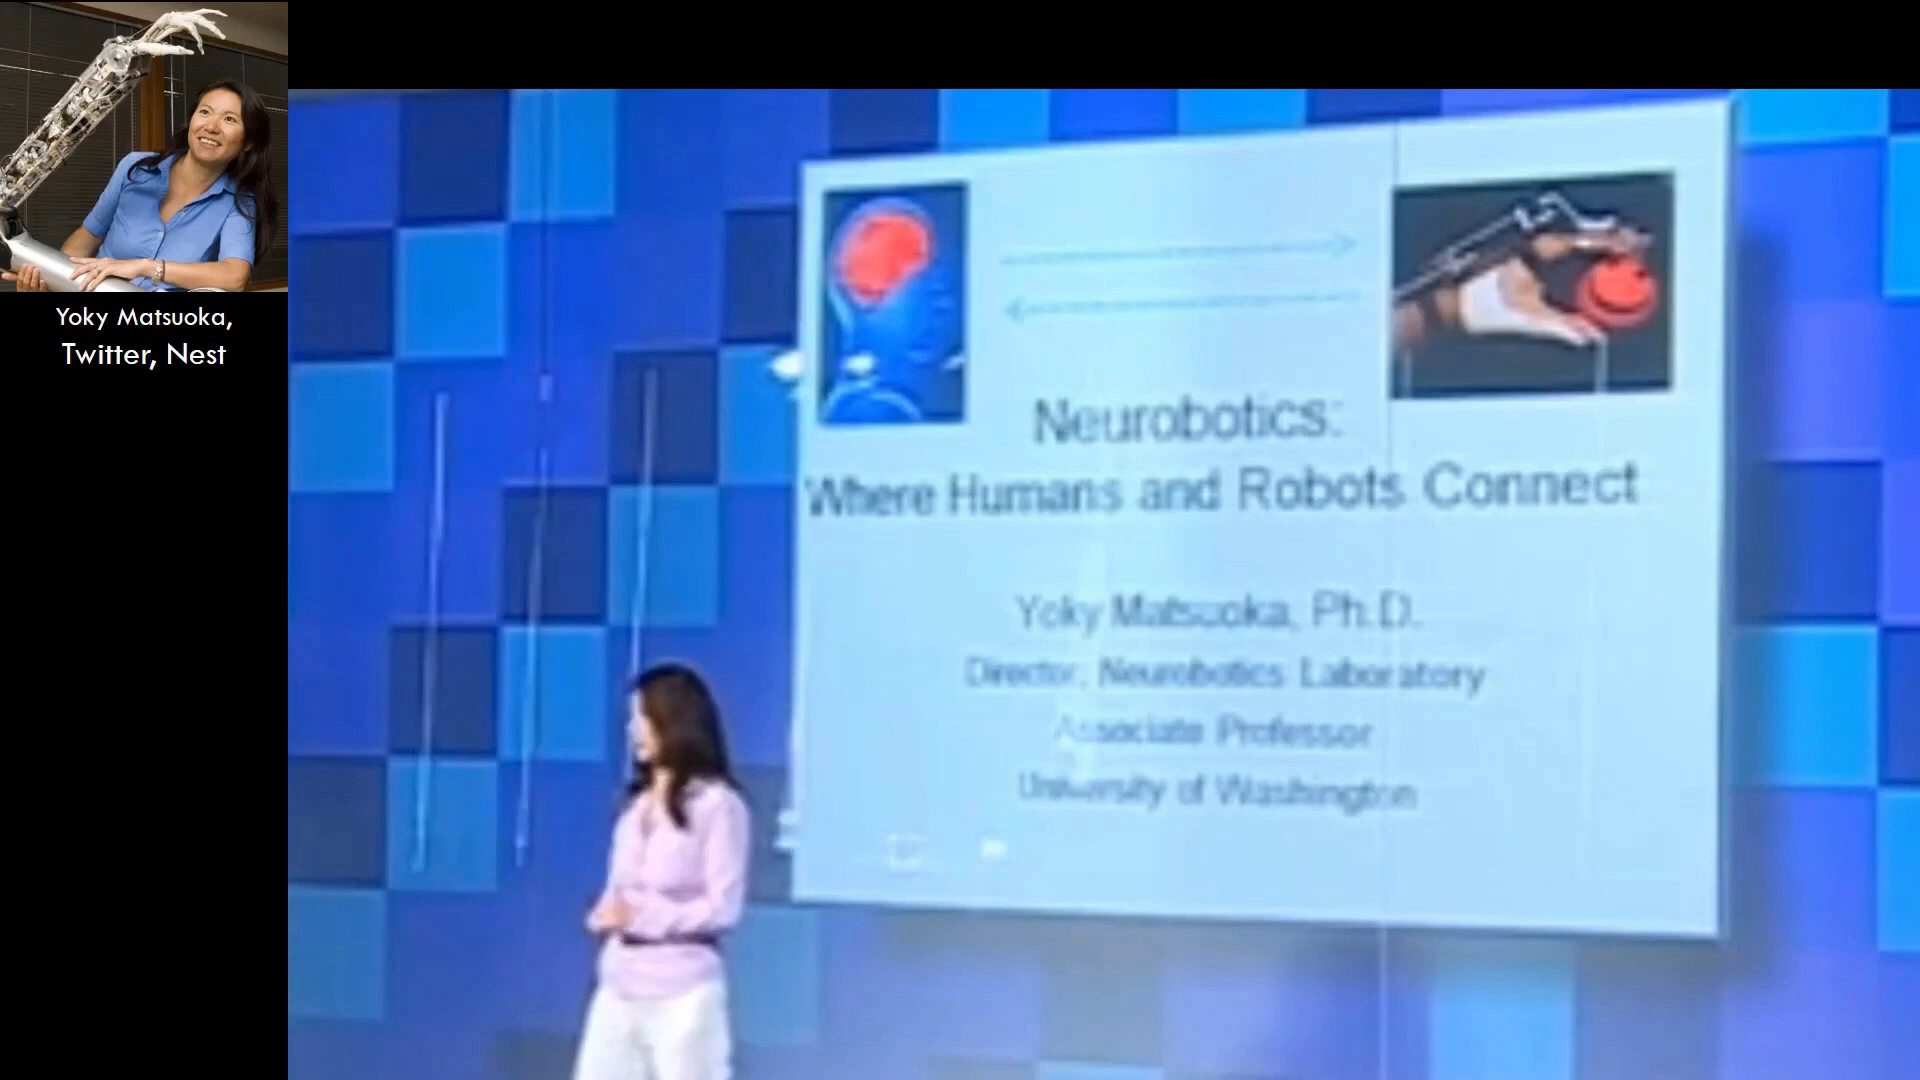 Yoky Matsuoka,
Twitter, Nest
Neurobotics:
Where Humans and Robots Connect
Yoky Matsuoka, Ph.D.
Director, Neurobotics Laboratory
Associate Professor
University of Washington